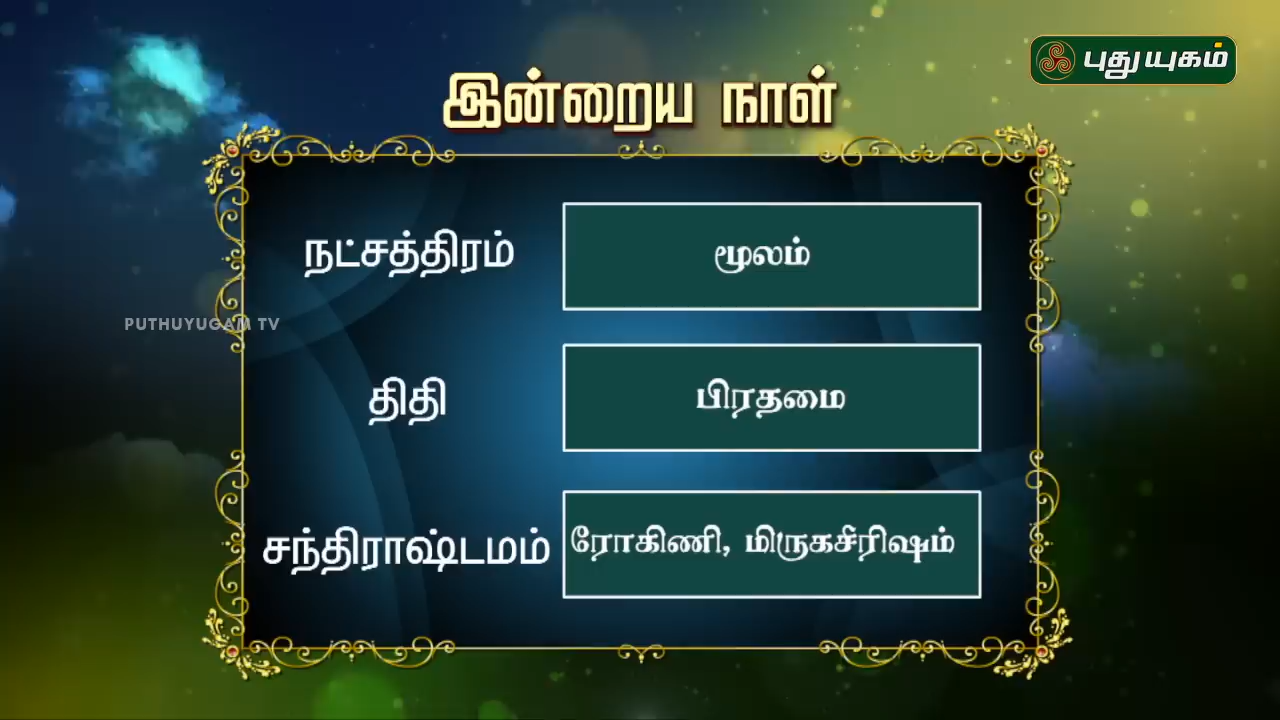 புதுயுகம்
இன்றைய நாள்
நட்சத்திரம் மூலம்
PUTHUYUGAM TV
திதி பிரதமை
சந்திராஷ்டமம் ரோகிணி, மிருகசீரிஷம்